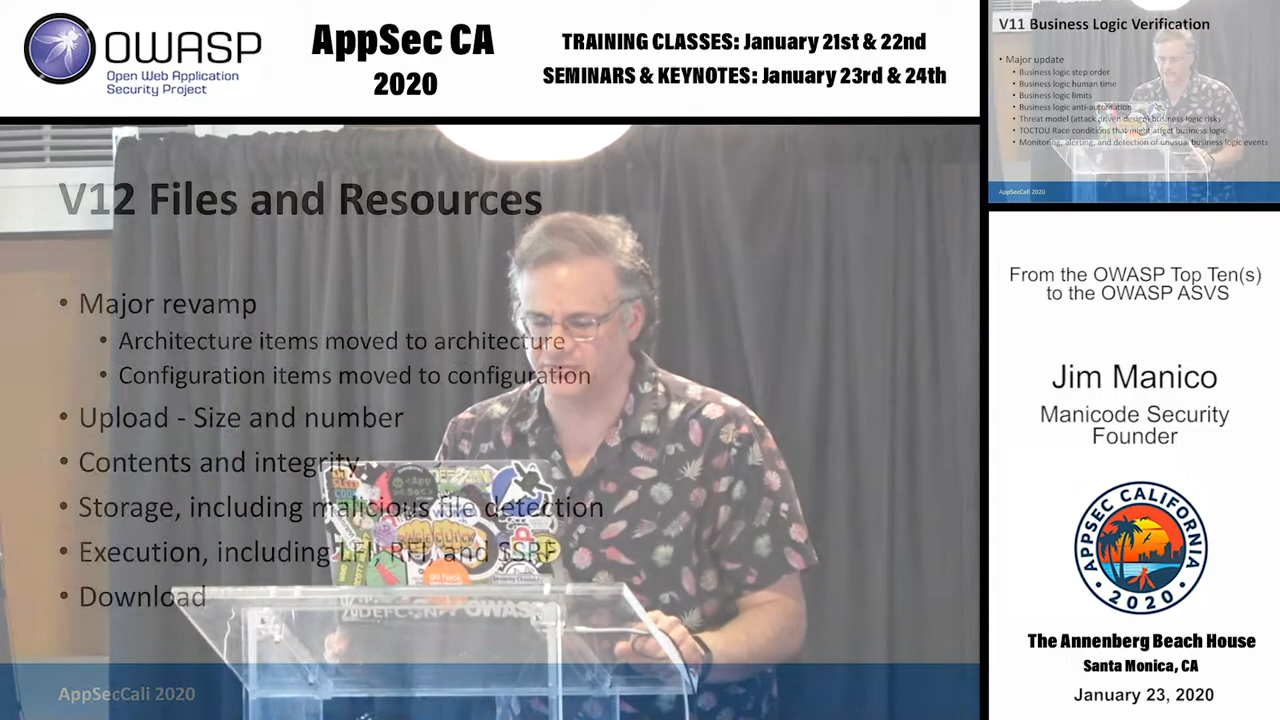 OWASP
Open Web Application
Security Project
AppSec CA
2020
TRAINING CLASSES: January 21st & 22nd
SEMINARS & KEYNOTES: January 23rd & 24th
V12 Files and Resources
• Major revamp
• Architecture items moved to architecture
• Configuration items moved to configuration
• Upload - Size and number
• Contents and integrity
• Storage, including malicious file detection
• Execution, including LFI, RFI, and SSRF
• Download
DEFCON OWASP
AppSecCali 2020
V11 Business Logic Verification
• Major update
• Business logic step order
• Business logic human time
• Business logic limits
• Business logic anti-automation
• Threat model (attack driven design) business logic risks
• TOCTOU Race conditions that might affect business logic
• Monitoring, alerting, and detection of unusual business logic events
AppSecCali 2020
From the OWASP Top Ten(s)
to the OWASP ASVS
Jim Manico
Manicode Security
Founder
APPSEC CALIFORNIA
• 2020 •
The Annenberg Beach House
Santa Monica, CA
January 23, 2020